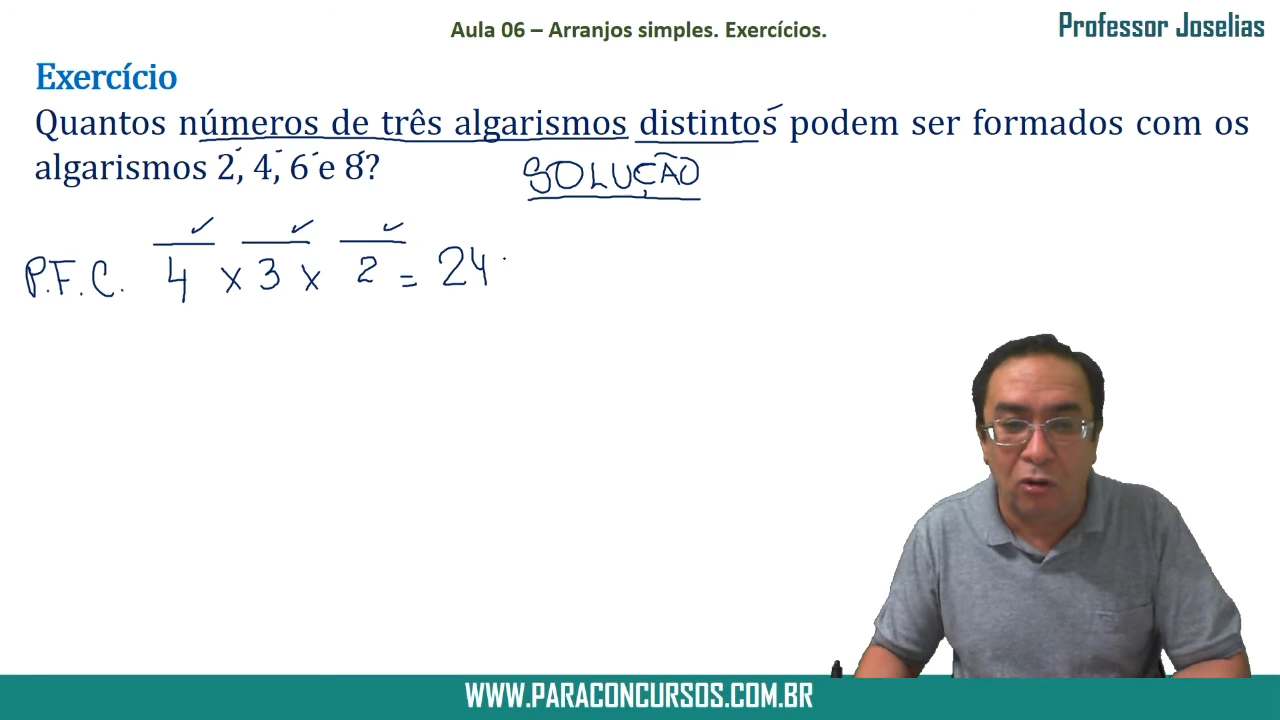 Aula 06 – Arranjos simples. Exercícios.
Professor Joselias
Exercício
Quantos números de três algarismos distintos podem ser formados com os
algarismos 2, 4, 6 e 8?
SOLUÇÃO
P.F.C. 4 x 3 x 2 = 24
WWW.PARACONCURSOS.COM.BR